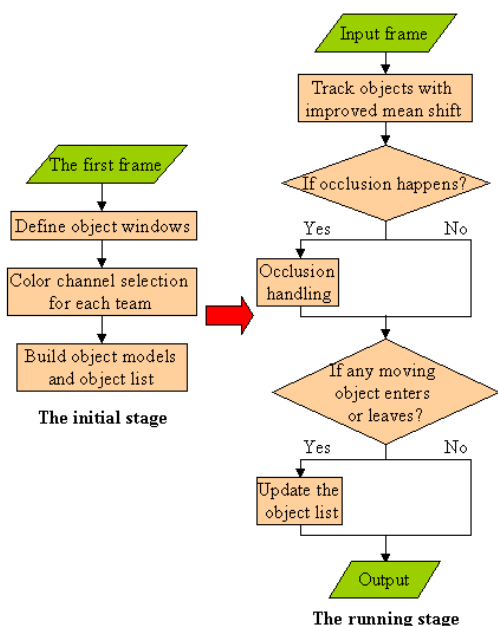 The first frame
Define object windows
Color channel selection
for each team
Build object models
and object list
The initial stage
Input frame
Track objects with
improved mean shift
If occlusion happens?
Yes
No
Occlusion
handling
If any moving
object enters
or leaves?
Yes
No
Update the
object list
Output
The running stage